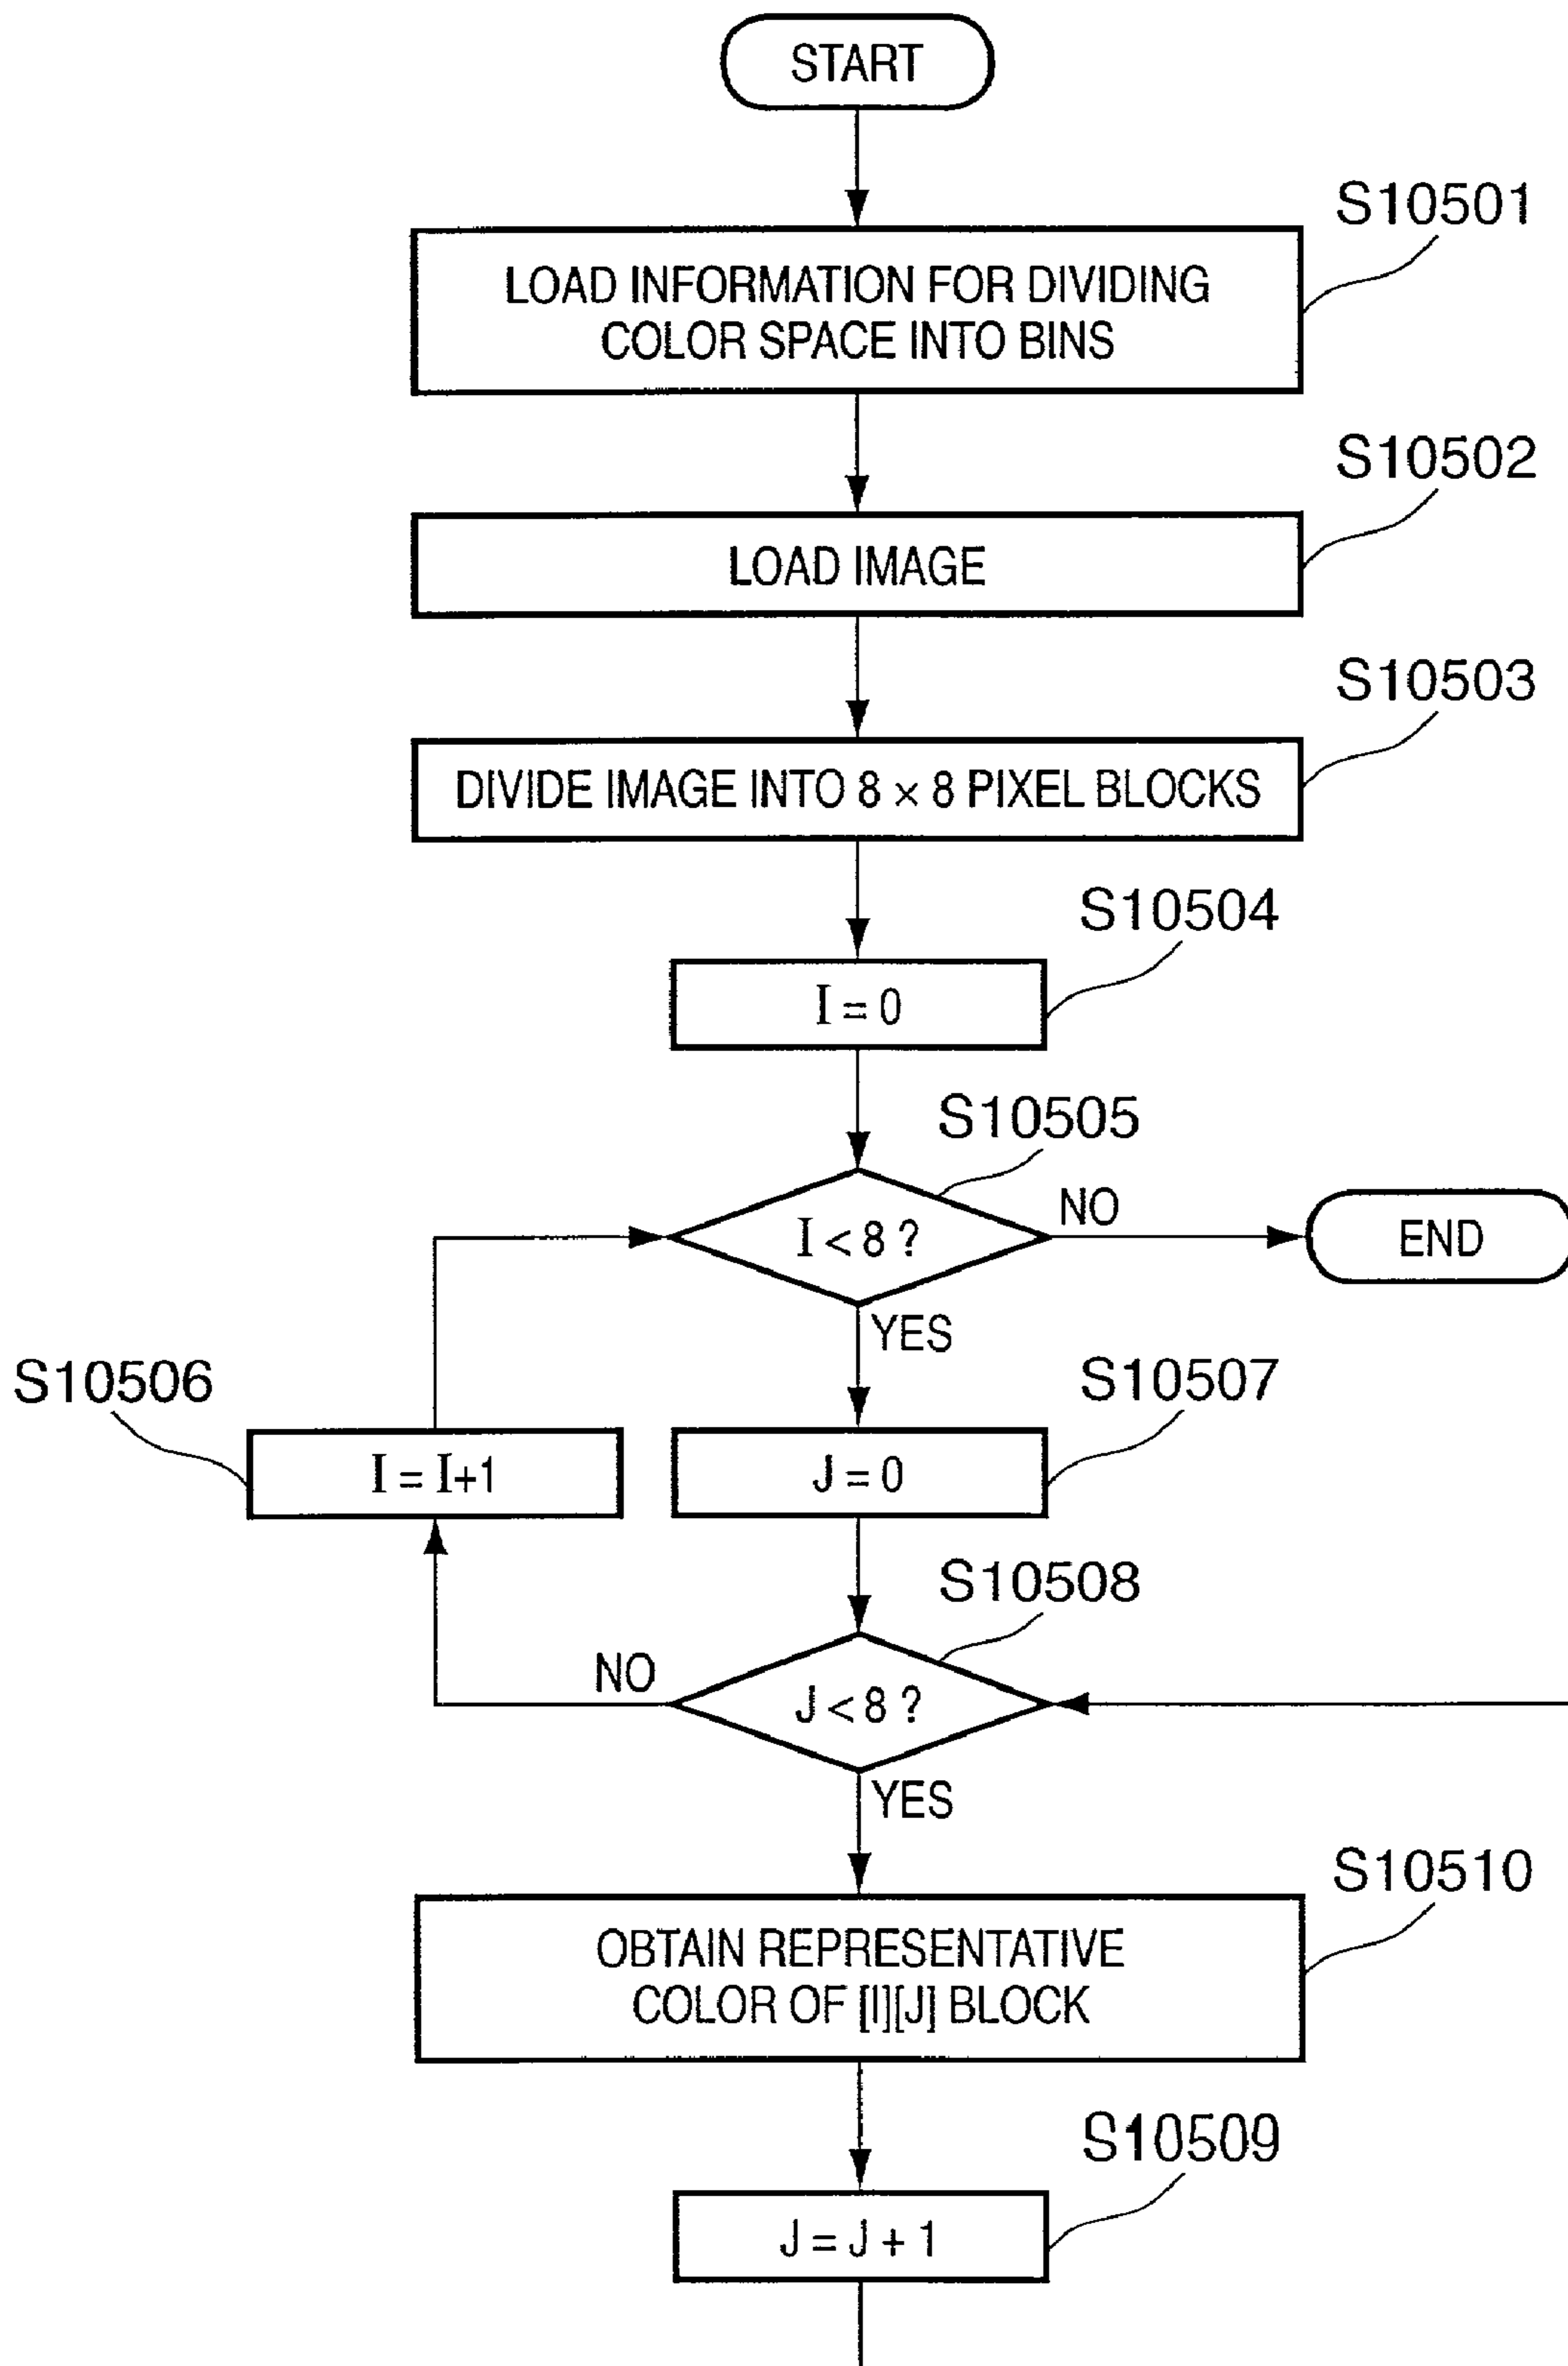 START
S10501
LOAD INFORMATION FOR DIVIDING
COLOR SPACE INTO BINS
S10502
LOAD IMAGE
S10503
DIVIDE IMAGE INTO 8 × 8 PIXEL BLOCKS
S10504
I = 0
S10505
I < 8 ?
NO
END
YES
S10506
I = I+1
S10507
J = 0
S10508
NO
J < 8 ?
YES
S10510
OBTAIN REPRESENTATIVE
COLOR OF [I][J] BLOCK
S10509
J = J + 1